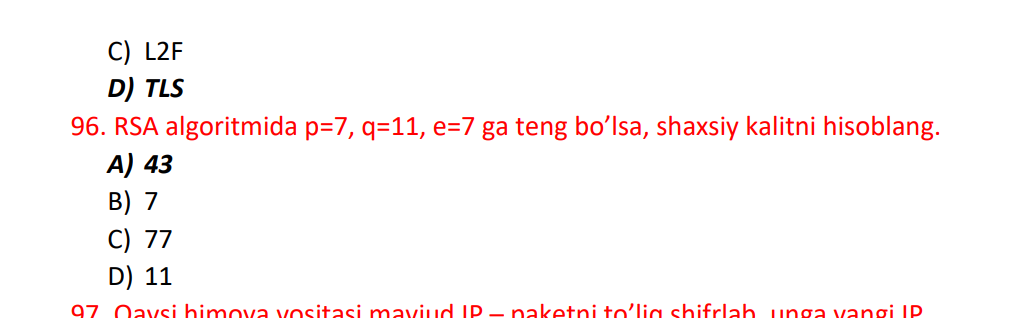 C) L2F
D) TLS
96. RSA algoritmida p=7, q=11, e=7 ga teng bo’lsa, shaxsiy kalitni hisoblang.
A) 43
B) 7
C) 77
D) 11
97. Qaysi himoya vositasi mavjud IP – paketni to’liq shifrlab, unga yangi IP